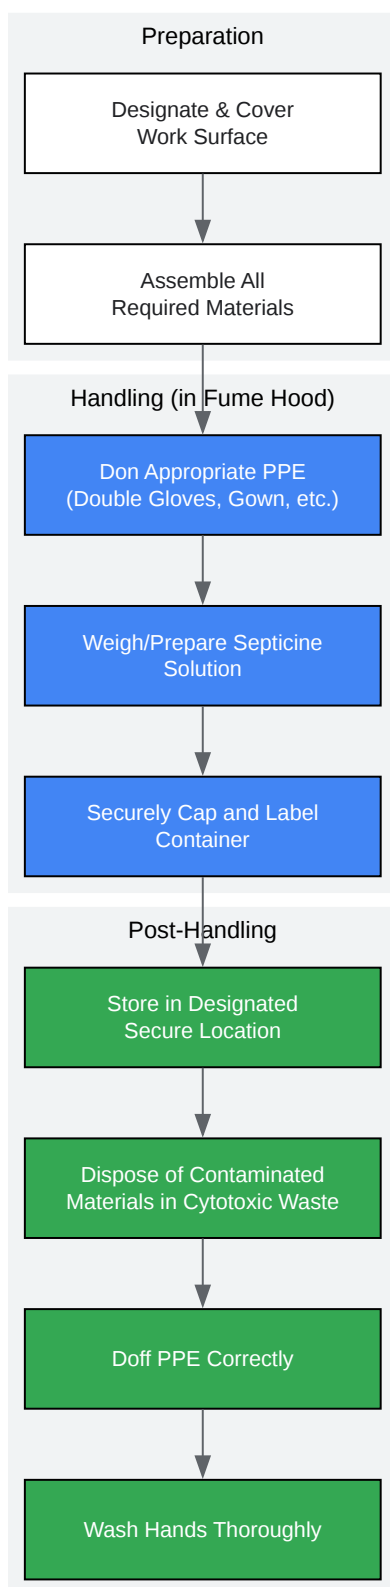 Preparation
Designate & Cover
Work Surface
Assemble All
Required Materials
Handling (in Fume Hood)
Don Appropriate PPE
(Double Gloves, Gown, etc.)
Weigh/Prepare Septicine
Solution
Securely Cap and Label
Container
Post-Handling
Store in Designated
Secure Location
Dispose of Contaminated
Materials in Cytotoxic Waste
Doff PPE Correctly
Wash Hands Thoroughly